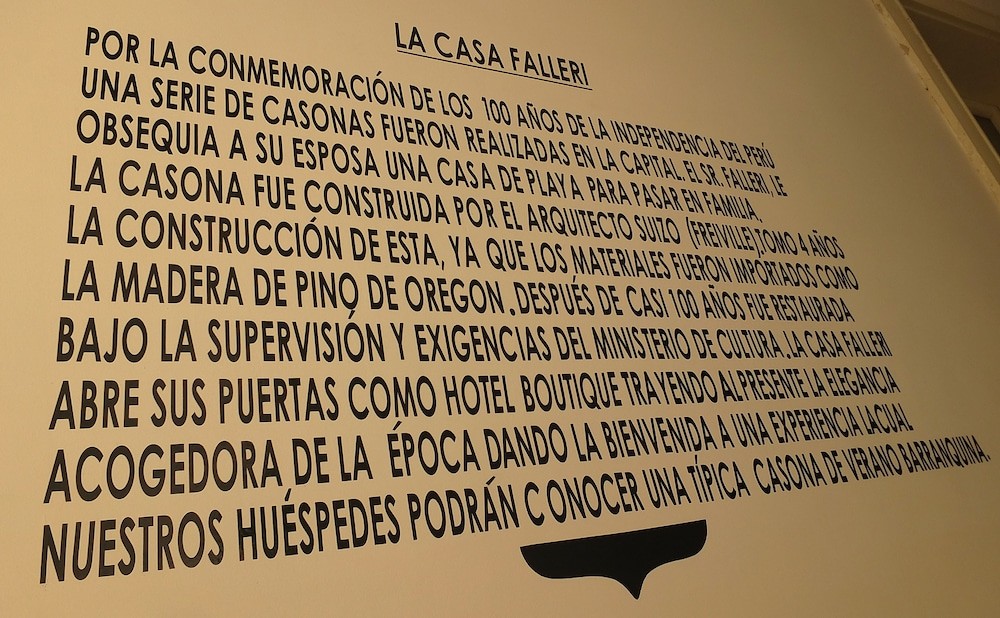 LA CASA FALLERI
POR LA CONMEMORACIÓN DE LOS 100 AÑOS DE LA INDEPENDENCIA DEL PERÚ
UNA SERIE DE CASONAS FUERON REALIZADAS EN LA CAPITAL. EL SR. FALLERI , LE
OBSEQUIA A SU ESPOSA UNA CASA DE PLAYA PARA PASAR EN FAMILIA.
LA CASONA FUE CONSTRUIDA POR EL ARQUITECTO SUIZO (FREIVILLE),TOMO 4 AÑOS
LA CONSTRUCCIÓN DE ESTA, YA QUE LOS MATERIALES FUERON IMPORTADOS COMO
LA MADERA DE PINO DE OREGON . DESPUÉS DE CASI 100 AÑOS FUE RESTAURADA
BAJO LA SUPERVISIÓN Y EXIGENCIAS DEL MINISTERIO DE CULTURA . LA CASA FALLERI
ABRE SUS PUERTAS COMO HOTEL BOUTIQUE TRAYENDO AL PRESENTE LA ELEGANCIA
ACOGEDORA DE LA ÉPOCA DANDO LA BIENVENIDA A UNA EXPERIENCIA LACUAL
NUESTROS HUÉSPEDES PODRÁN CONOCER UNA TÍPICA CASONA DE VERANO BARRANQUINA.